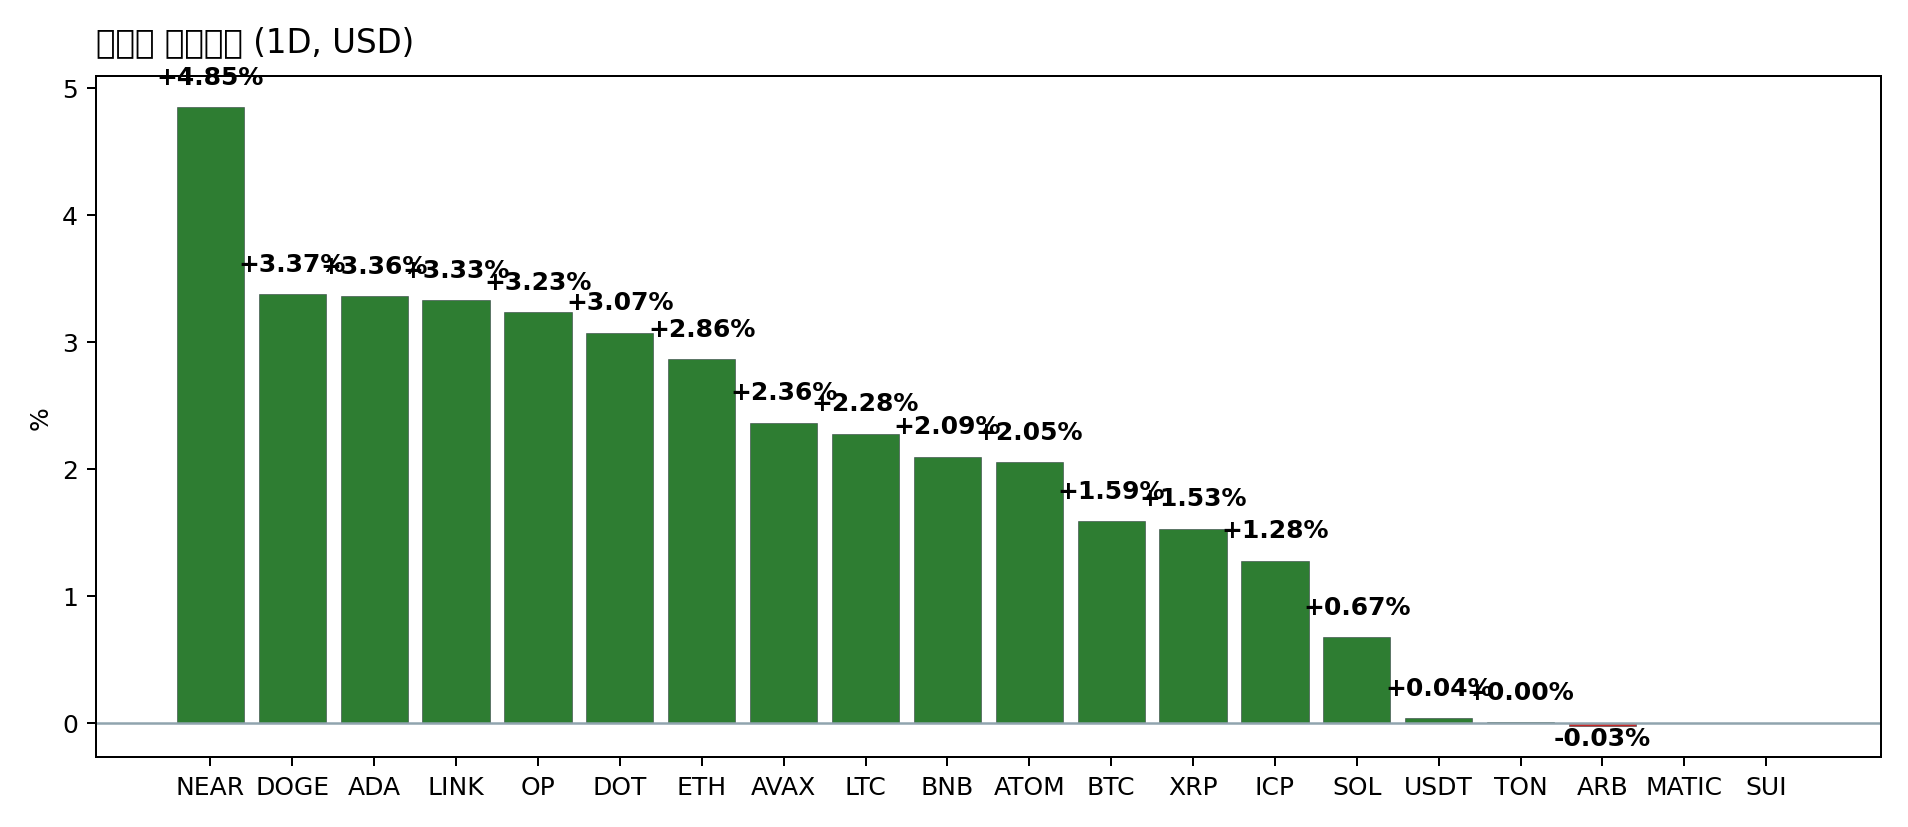 (1D, USD)
+4.85%
+3.37% +3.36% +3.33% +3.23% +3.07% +2.86% +2.36% +2.28% +2.09% +2.05% +1.59% +1.53% +1.28% +0.67% +0.04% +0.00% -0.03%
5
4
3
2
1
0
%
NEAR DOGE ADA LINK OP DOT ETH AVAX LTC BNB ATOM BTC XRP ICP SOL USDT TON ARB MATIC SUI